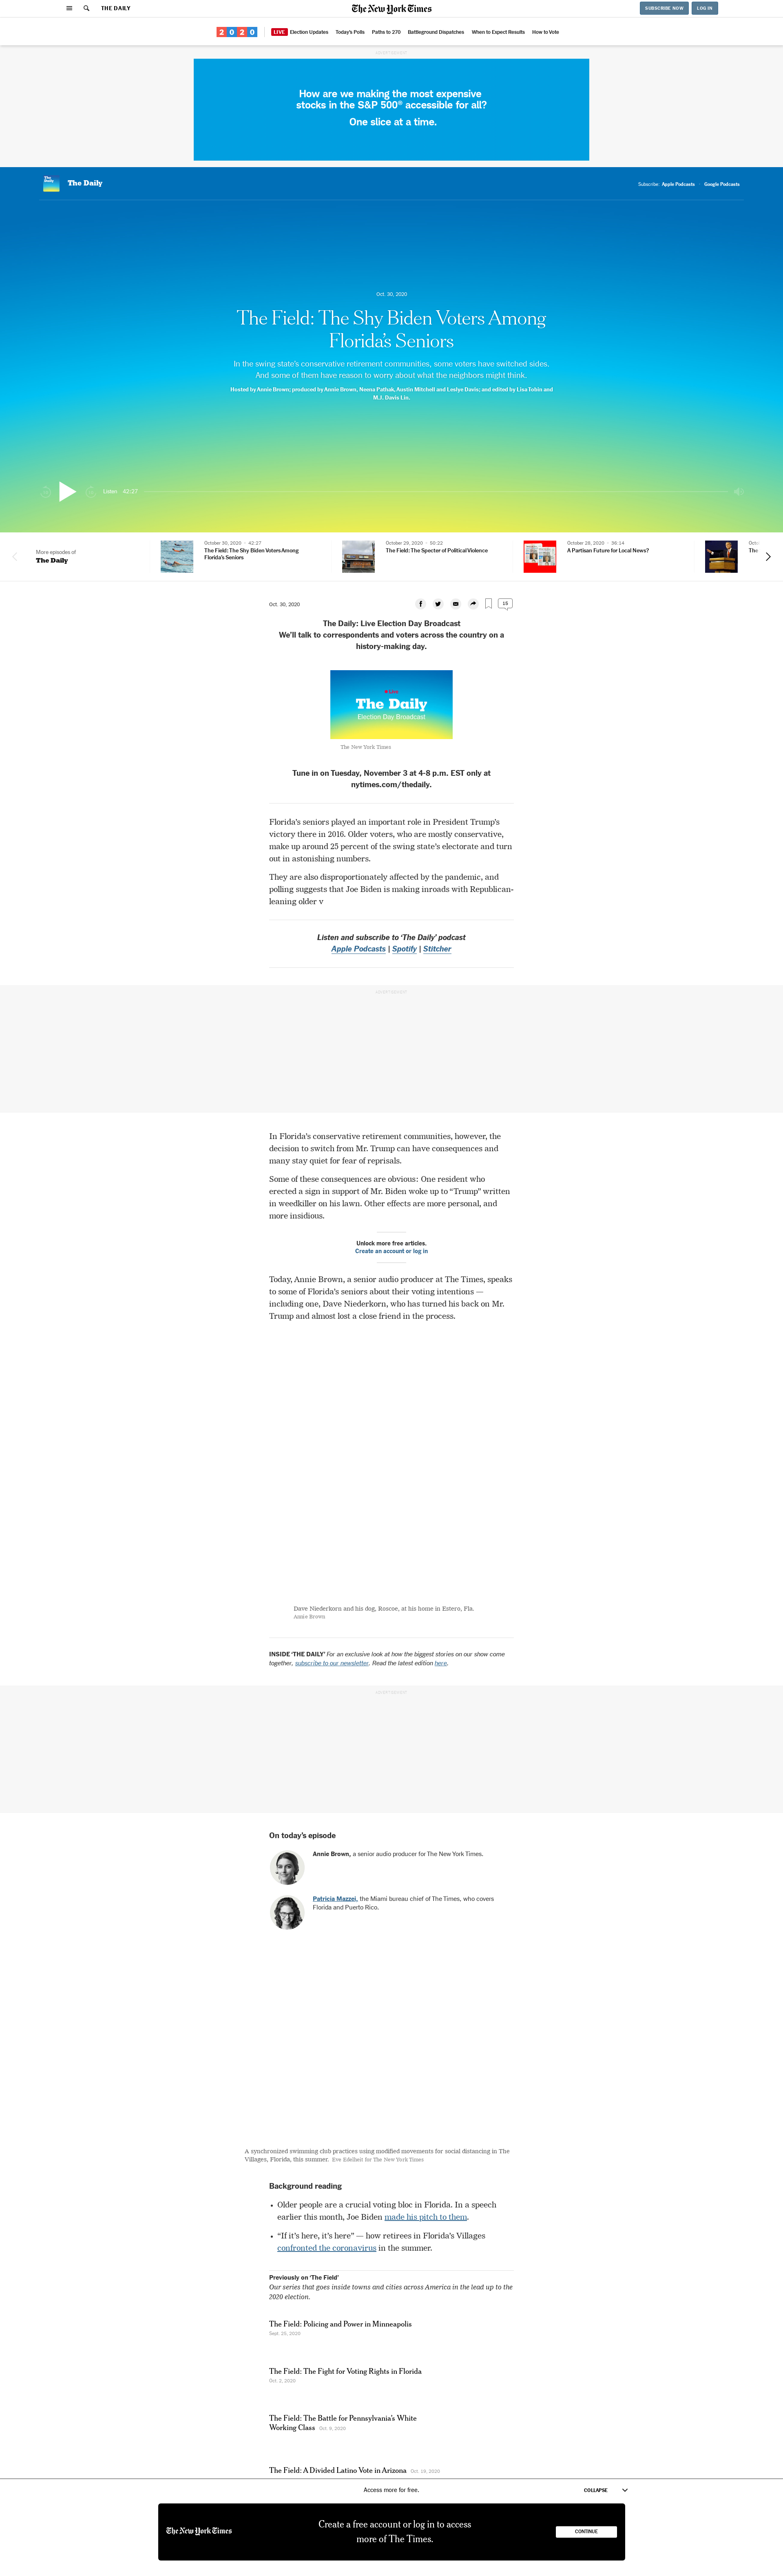 THE DAILY
The New York Times
SUBSCRIBE NOW
LOG IN
2020
LIVE Election Updates
Today's Polls
Paths to 270
Battleground Dispatches
When to Expect Results
How to Vote
ADVERTISEMENT
How are we making the most expensive
stocks in the S&P 500® accessible for all?
One slice at a time.
The Daily
The Daily
Subscribe:
Apple Podcasts
Google Podcasts
Oct. 30, 2020
The Field: The Shy Biden Voters Among
Florida's Seniors
In the swing state's conservative retirement communities, some voters have switched sides.
And some of them have reason to worry about what the neighbors might think.
Hosted by Annie Brown; produced by Annie Brown, Neena Pathak, Austin Mitchell and Leslye Davis; and edited by Lisa Tobin and
M.J. Davis Lin.
Listen 42:27
More episodes of
The Daily
October 30, 2020 · 42:27
The Field: The Shy Biden Voters Among
Florida's Seniors
October 29, 2020 · 50:22
The Field: The Specter of Political Violence
October 28, 2020 · 36:14
A Partisan Future for Local News?
Oct. 30, 2020
15
The Daily: Live Election Day Broadcast
We'll talk to correspondents and voters across the country on a
history-making day.
Live
The Daily
Election Day Broadcast
The New York Times
Tune in on Tuesday, November 3 at 4-8 p.m. EST only at
nytimes.com/thedaily.
Florida's seniors played an important role in President Trump's
victory there in 2016. Older voters, who are mostly conservative,
make up around 25 percent of the swing state's electorate and turn
out in astonishing numbers.
They are also disproportionately affected by the pandemic, and
polling suggests that Joe Biden is making inroads with Republican-
leaning older v
Listen and subscribe to 'The Daily' podcast
Apple Podcasts | Spotify | Stitcher
ADVERTISEMENT
In Florida's conservative retirement communities, however, the
decision to switch from Mr. Trump can have consequences and
many stay quiet for fear of reprisals.
Some of these consequences are obvious: One resident who
erected a sign in support of Mr. Biden woke up to "Trump" written
in weedkiller on his lawn. Other effects are more personal, and
more insidious.
Unlock more free articles.
Create an account or log in
Today, Annie Brown, a senior audio producer at The Times, speaks
to some of Florida's seniors about their voting intentions —
including one, Dave Niederkorn, who has turned his back on Mr.
Trump and almost lost a close friend in the process.
Dave Niederkorn and his dog, Roscoe, at his home in Estero, Fla.
Annie Brown
INSIDE 'THE DAILY' For an exclusive look at how the biggest stories on our show come
together, subscribe to our newsletter. Read the latest edition here.
ADVERTISEMENT
On today's episode
Annie Brown, a senior audio producer for The New York Times.
Patricia Mazzei, the Miami bureau chief of The Times, who covers
Florida and Puerto Rico.
A synchronized swimming club practices using modified movements for social distancing in The
Villages, Florida, this summer. Eve Edelheit for The New York Times
Background reading
• Older people are a crucial voting bloc in Florida. In a speech
earlier this month, Joe Biden made his pitch to them.
• "If it's here, it's here" — how retirees in Florida's Villages
confronted the coronavirus in the summer.
Previously on 'The Field'
Our series that goes inside towns and cities across America in the lead up to the
2020 election.
The Field: Policing and Power in Minneapolis
Sept. 25, 2020
The Field: The Fight for Voting Rights in Florida
Oct. 2, 2020
The Field: The Battle for Pennsylvania's White
Working Class Oct. 9, 2020
The Field: A Divided Latino Vote in Arizona Oct. 19, 2020
Access more for free.
COLLAPSE
The New York Times
Create a free account or log in to access
more of The Times.
CONTINUE